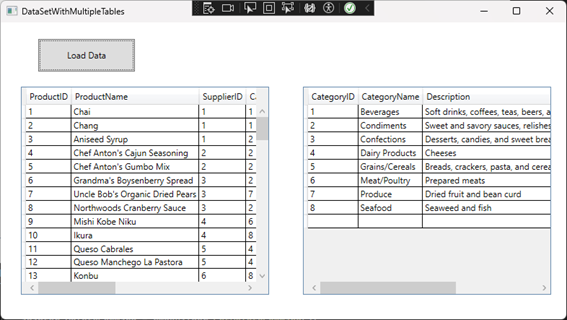 DataSetWithMultipleTables
Load Data
ProductID ProductName SupplierID
1 Chai 1 1
2 Chang 1 1
3 Aniseed Syrup 1 2
4 Chef Anton's Cajun Seasoning 2 2
5 Chef Anton's Gumbo Mix 2 2
6 Grandma's Boysenberry Spread 3 2
7 Uncle Bob's Organic Dried Pears 3 7
8 Northwoods Cranberry Sauce 3 2
9 Mishi Kobe Niku 4 6
10 Ikura 4 8
11 Queso Cabrales 5 4
12 Queso Manchego La Pastora 5 4
13 Konbu 6 8
CategoryID CategoryName Description
1 Beverages Soft drinks, coffees, teas, beers, a
2 Condiments Sweet and savory sauces, relishes
3 Confections Desserts, candies, and sweet brea
4 Dairy Products Cheeses
5 Grains/Cereals Breads, crackers, pasta, and cerea
6 Meat/Poultry Prepared meats
7 Produce Dried fruit and bean curd
8 Seafood Seaweed and fish